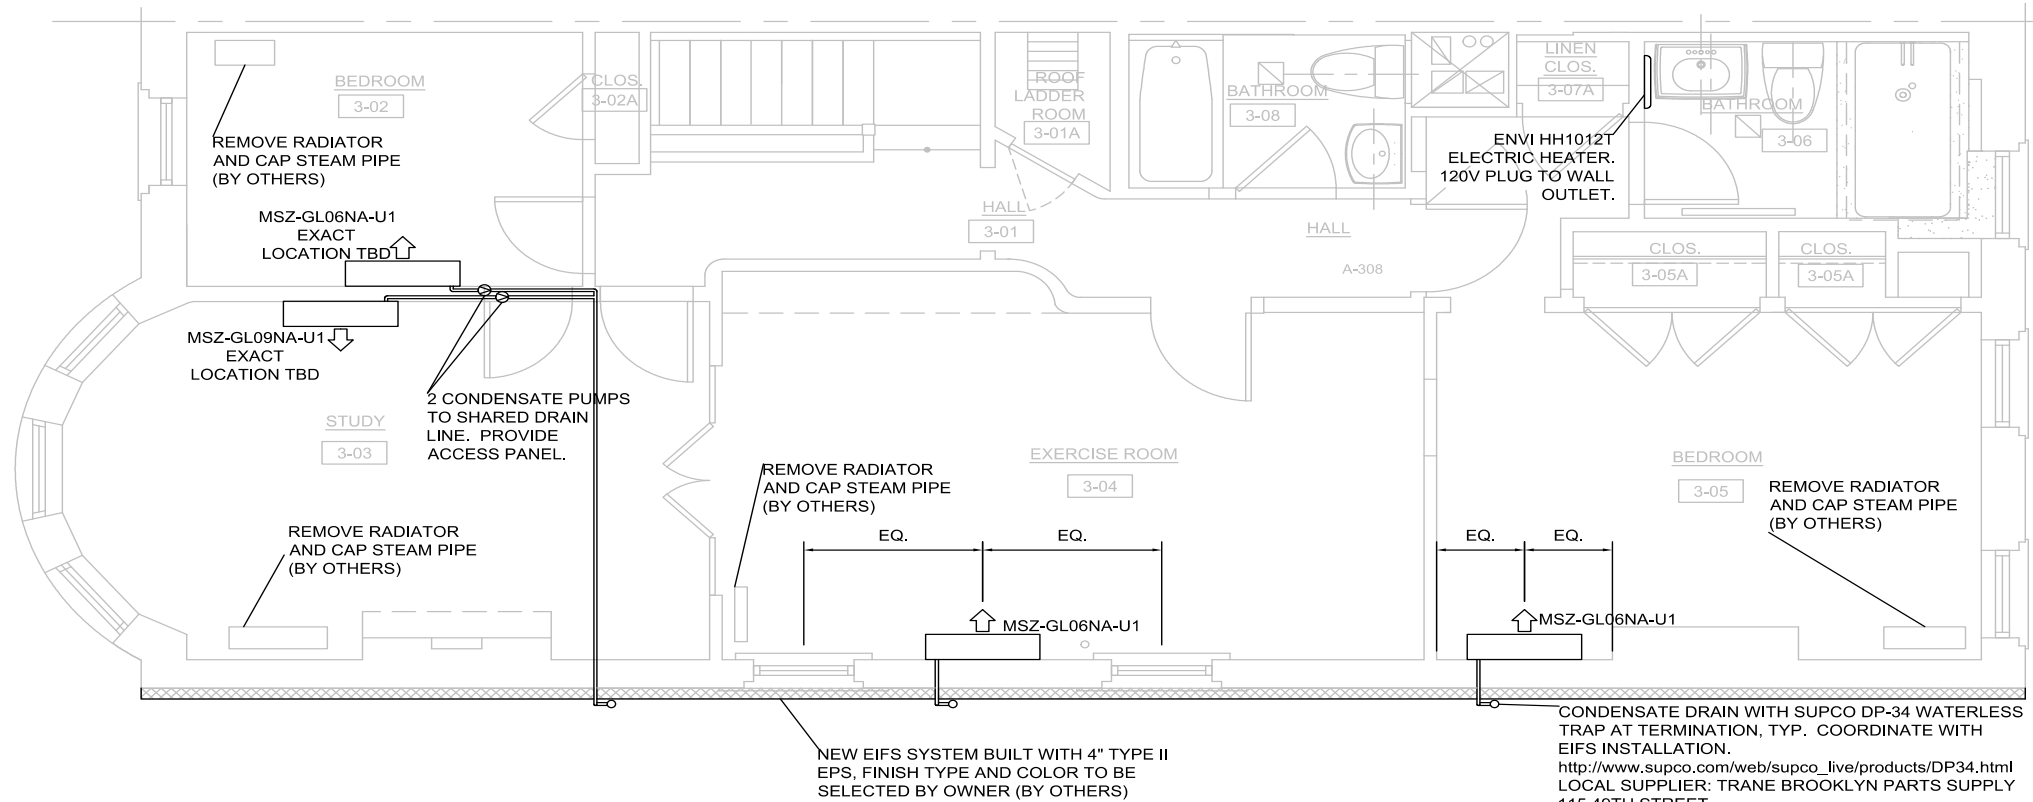 BEDROOM
3-02
CLOS.
3-02A
ROOF
LADDER
ROOM
3-01A
BATHROOM
3-08
LINEN
CLOS.
3-07A
BATHROOM
3-06
REMOVE RADIATOR
AND CAP STEAM PIPE
(BY OTHERS)
ENVI HH1012T
ELECTRIC HEATER.
120V PLUG TO WALL
OUTLET.
MSZ-GL06NA-U1
EXACT
LOCATION TBD
HALL
3-01
HALL
A-308
CLOS.
3-05A
CLOS.
3-05A
MSZ-GL09NA-U1
EXACT
LOCATION TBD
2 CONDENSATE PUMPS
TO SHARED DRAIN
LINE. PROVIDE
ACCESS PANEL.
STUDY
3-03
EXERCISE ROOM
3-04
BEDROOM
3-05
REMOVE RADIATOR
AND CAP STEAM PIPE
(BY OTHERS)
REMOVE RADIATOR
AND CAP STEAM PIPE
(BY OTHERS)
REMOVE RADIATOR
AND CAP STEAM PIPE
(BY OTHERS)
EQ.
EQ.
EQ.
EQ.
MSZ-GL06NA-U1
MSZ-GL06NA-U1
NEW EIFS SYSTEM BUILT WITH 4" TYPE II
EPS, FINISH TYPE AND COLOR TO BE
SELECTED BY OWNER (BY OTHERS)
CONDENSATE DRAIN WITH SUPCO DP-34 WATERLESS
TRAP AT TERMINATION, TYP. COORDINATE WITH
EIFS INSTALLATION.
http://www.supco.com/web/supco_live/products/DP34.html
LOCAL SUPPLIER: TRANE BROOKLYN PARTS SUPPLY
115 49TH STREET